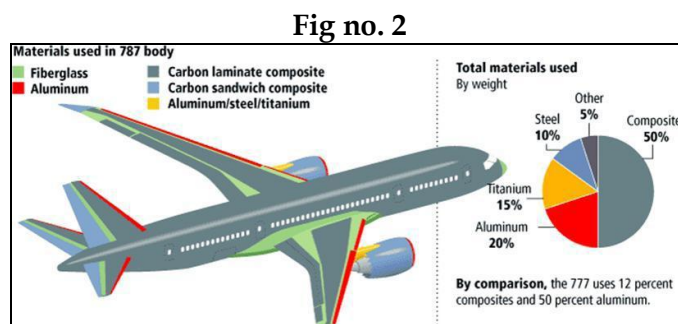 Fig no. 2
Materials used in 787 body
Fiberglass
Aluminum
Carbon laminate composite
Carbon sandwich composite
Aluminum/steel/titanium
Total materials used
By weight
Other
5%
Steel
10%
Composite
50%
Titanium
15%
Aluminum
20%
By comparison, the 777 uses 12 percent
composites and 50 percent aluminum.